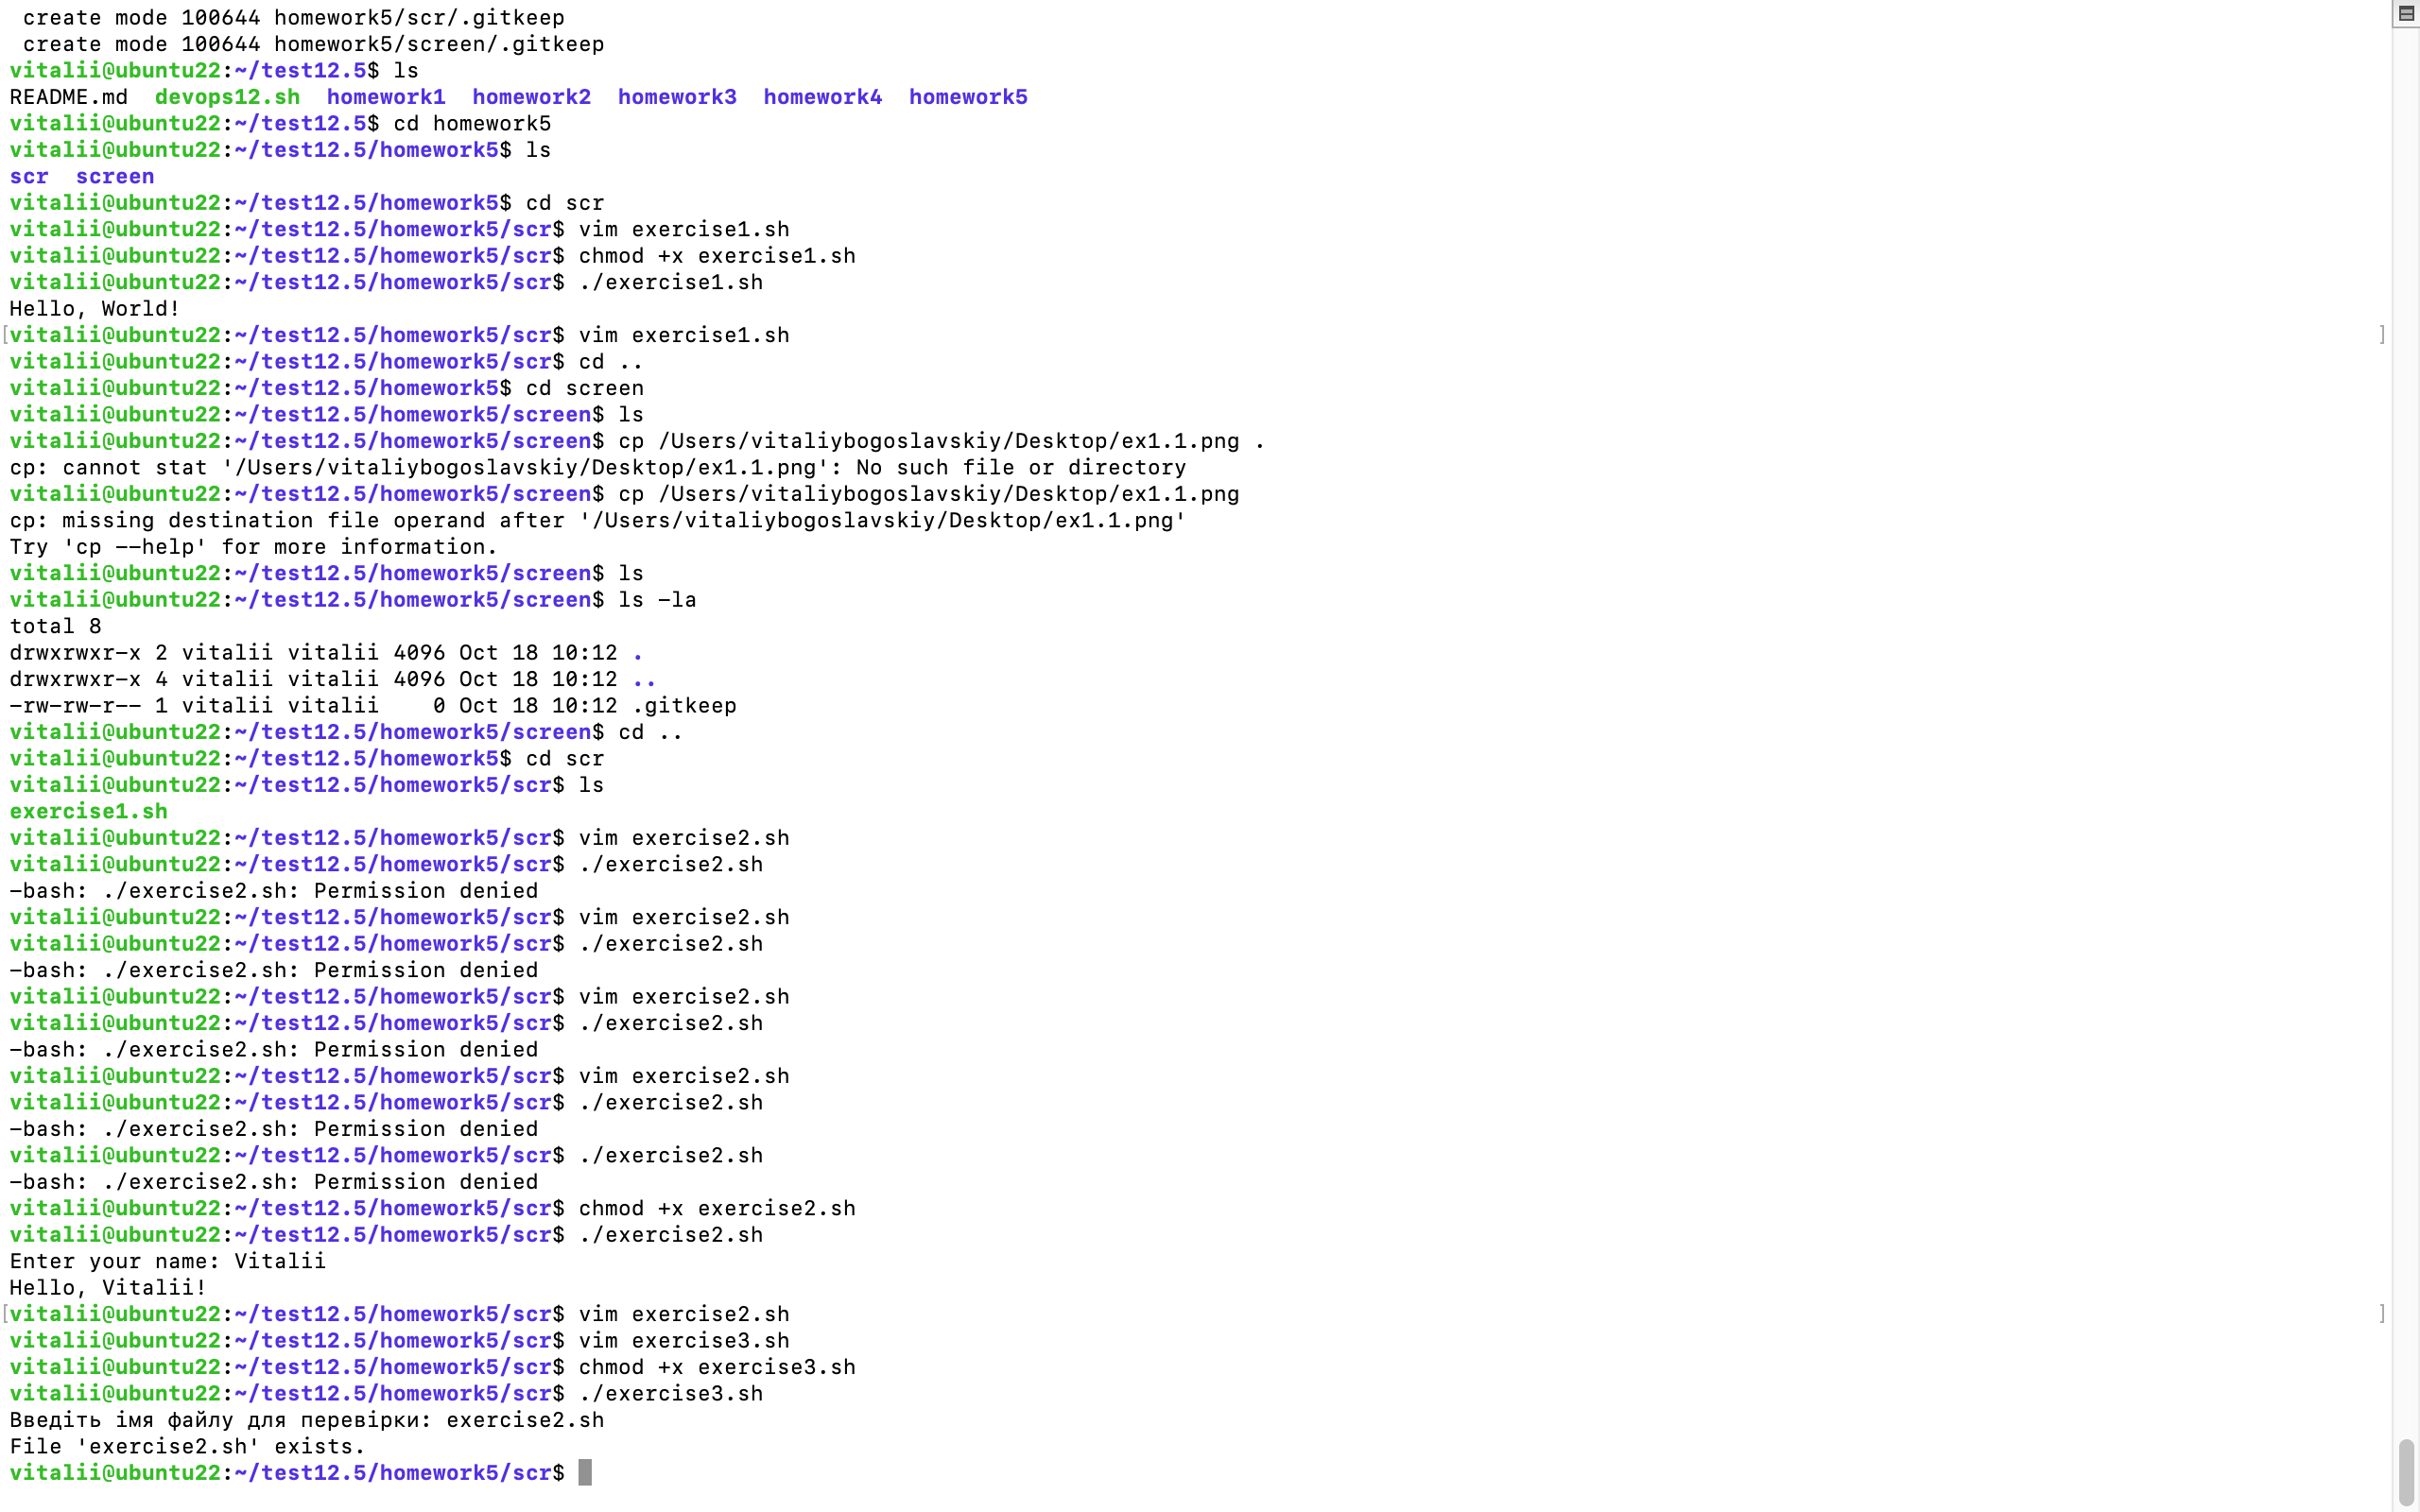 create mode 100644 homework5/scr/.gitkeep
 create mode 100644 homework5/screen/.gitkeep
vitalii@ubuntu22:~/test12.5$ ls
README.md  devops12.sh  homework1  homework2  homework3  homework4  homework5
vitalii@ubuntu22:~/test12.5$ cd homework5
vitalii@ubuntu22:~/test12.5/homework5$ ls
scr  screen
vitalii@ubuntu22:~/test12.5/homework5$ cd scr
vitalii@ubuntu22:~/test12.5/homework5/scr$ vim exercise1.sh
vitalii@ubuntu22:~/test12.5/homework5/scr$ chmod +x exercise1.sh
vitalii@ubuntu22:~/test12.5/homework5/scr$ ./exercise1.sh
Hello, World!
[vitalii@ubuntu22:~/test12.5/homework5/scr$ vim exercise1.sh ]
vitalii@ubuntu22:~/test12.5/homework5/scr$ cd ..
vitalii@ubuntu22:~/test12.5/homework5$ cd screen
vitalii@ubuntu22:~/test12.5/homework5/screen$ ls
vitalii@ubuntu22:~/test12.5/homework5/screen$ cp /Users/vitaliybogoslavskiy/Desktop/ex1.1.png .
cp: cannot stat '/Users/vitaliybogoslavskiy/Desktop/ex1.1.png': No such file or directory
vitalii@ubuntu22:~/test12.5/homework5/screen$ cp /Users/vitaliybogoslavskiy/Desktop/ex1.1.png
cp: missing destination file operand after '/Users/vitaliybogoslavskiy/Desktop/ex1.1.png'
Try 'cp --help' for more information.
vitalii@ubuntu22:~/test12.5/homework5/screen$ ls
vitalii@ubuntu22:~/test12.5/homework5/screen$ ls -la
total 8
drwxrwxr-x 2 vitalii vitalii 4096 Oct 18 10:12 .
drwxrwxr-x 4 vitalii vitalii 4096 Oct 18 10:12 ..
-rw-rw-r-- 1 vitalii vitalii    0 Oct 18 10:12 .gitkeep
vitalii@ubuntu22:~/test12.5/homework5/screen$ cd ..
vitalii@ubuntu22:~/test12.5/homework5$ cd scr
vitalii@ubuntu22:~/test12.5/homework5/scr$ ls
exercise1.sh
vitalii@ubuntu22:~/test12.5/homework5/scr$ vim exercise2.sh
vitalii@ubuntu22:~/test12.5/homework5/scr$ ./exercise2.sh
-bash: ./exercise2.sh: Permission denied
vitalii@ubuntu22:~/test12.5/homework5/scr$ vim exercise2.sh
vitalii@ubuntu22:~/test12.5/homework5/scr$ ./exercise2.sh
-bash: ./exercise2.sh: Permission denied
vitalii@ubuntu22:~/test12.5/homework5/scr$ vim exercise2.sh
vitalii@ubuntu22:~/test12.5/homework5/scr$ ./exercise2.sh
-bash: ./exercise2.sh: Permission denied
vitalii@ubuntu22:~/test12.5/homework5/scr$ vim exercise2.sh
vitalii@ubuntu22:~/test12.5/homework5/scr$ ./exercise2.sh
-bash: ./exercise2.sh: Permission denied
vitalii@ubuntu22:~/test12.5/homework5/scr$ ./exercise2.sh
-bash: ./exercise2.sh: Permission denied
vitalii@ubuntu22:~/test12.5/homework5/scr$ chmod +x exercise2.sh
vitalii@ubuntu22:~/test12.5/homework5/scr$ ./exercise2.sh
Enter your name: Vitalii
Hello, Vitalii!
[vitalii@ubuntu22:~/test12.5/homework5/scr$ vim exercise2.sh ]
vitalii@ubuntu22:~/test12.5/homework5/scr$ vim exercise3.sh
vitalii@ubuntu22:~/test12.5/homework5/scr$ chmod +x exercise3.sh
vitalii@ubuntu22:~/test12.5/homework5/scr$ ./exercise3.sh
Введіть імя файлу для перевірки: exercise2.sh
File 'exercise2.sh' exists.
vitalii@ubuntu22:~/test12.5/homework5/scr$